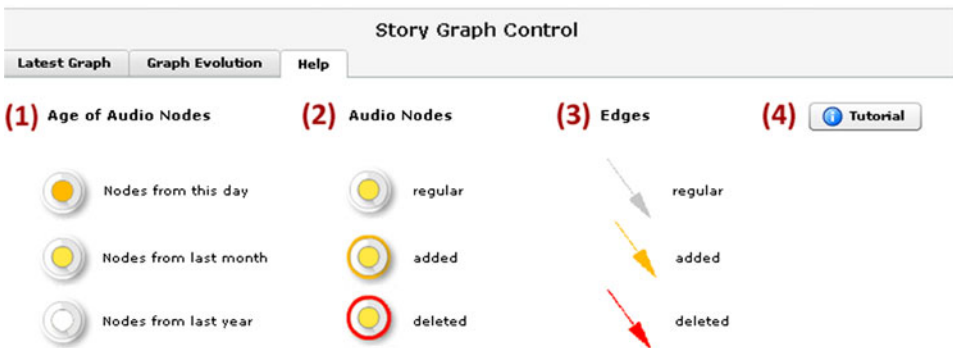 Story Graph Control
Latest Graph Graph Evolution Help
(1) Age of Audio Nodes (2) Audio Nodes (3) Edges (4) Tutorial
Nodes from this day regular regular
Nodes from last month added added
Nodes from last year deleted deleted